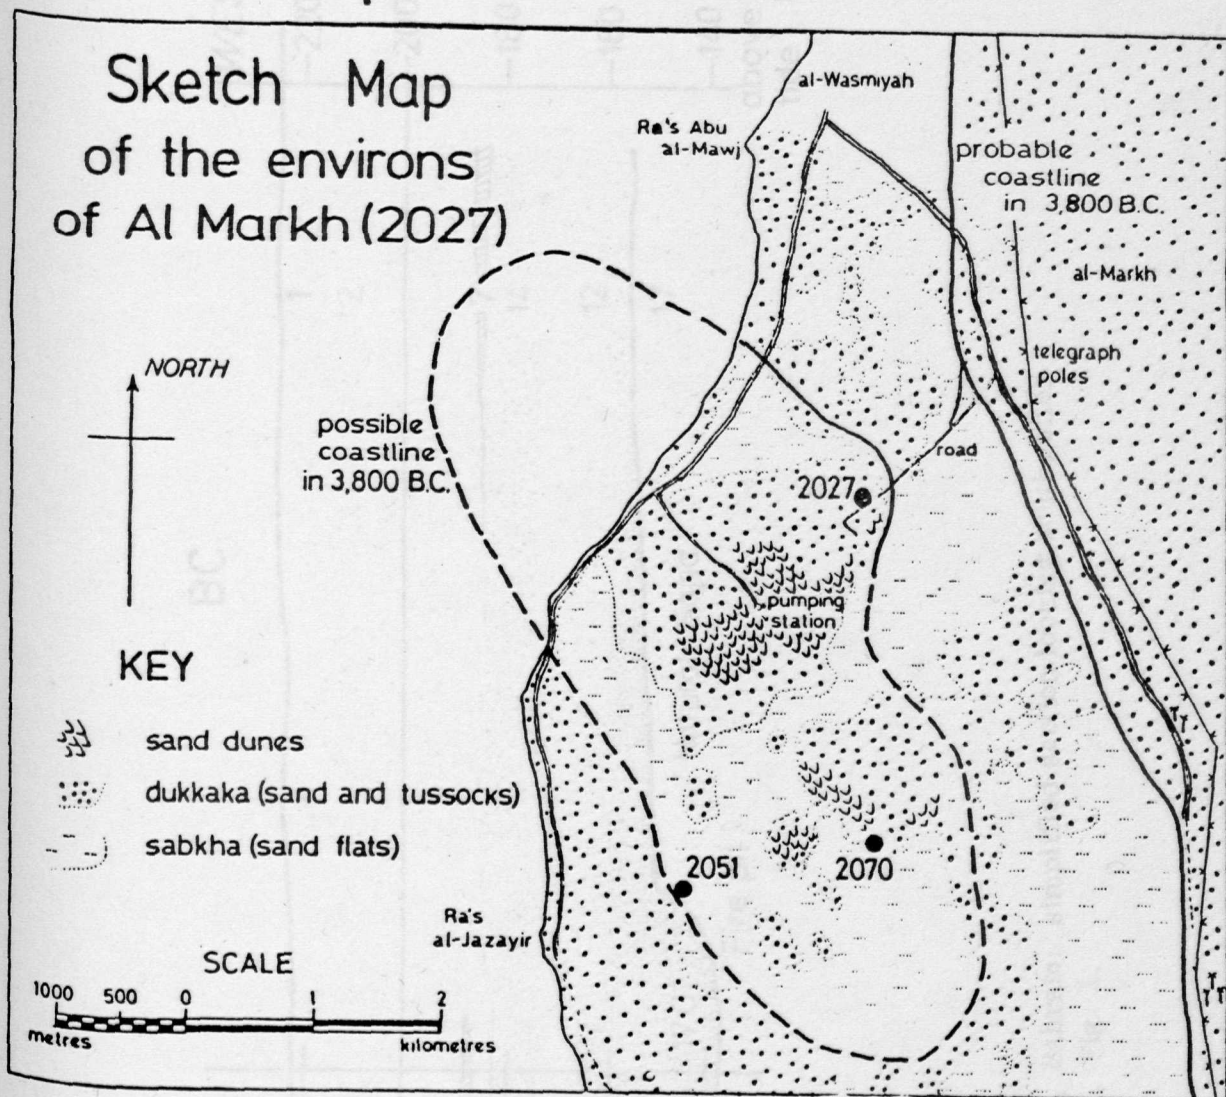 Sketch Map
of the environs
of Al Markh (2027)
al-Wasmiyah
Ra's Abu
al-Mawj
probable
coastline
in 3,800 B.C.
al-Markh
telegraph
poles
NORTH
possible
coastline
in 3,800 B.C.
road
2027
pumping
station
KEY
sand dunes
dukkaka (sand and tussocks)
sabkha (sand flats)
2051
2070
Ra's
al-Jazayir
SCALE
1000 500 0 1 2
metres kilometres